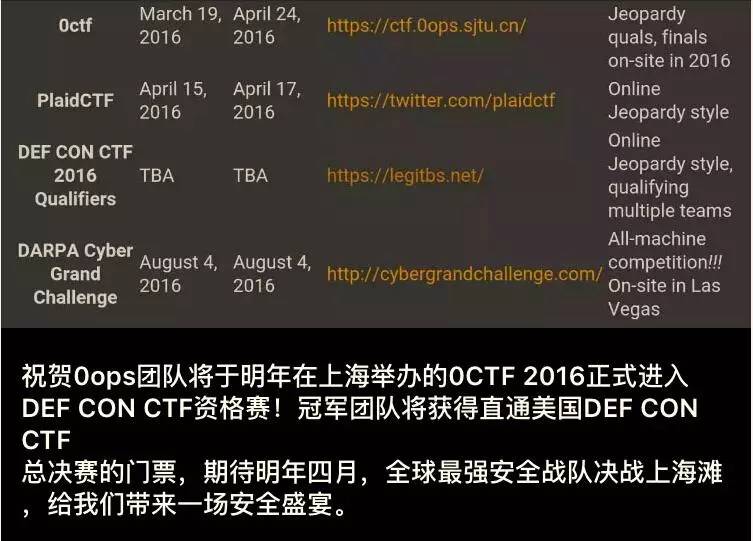 0ctf March 19, 2016 April 24, 2016 https://ctf.0ops.sjtu.cn/ Jeopardy quals, finals on-site in 2016
PlaidCTF April 15, 2016 April 17, 2016 https://twitter.com/plaidctf Online Jeopardy style
DEF CON CTF 2016 Qualifiers TBA TBA https://legitbs.net/ Online Jeopardy style, qualifying multiple teams
DARPA Cyber Grand Challenge August 4, 2016 August 4, 2016 http://cybergrandchallenge.com/ All-machine competition!!! On-site in Las Vegas
祝贺0ops团队将于明年在上海举办的0CTF 2016正式进入
DEF CON CTF资格赛！冠军团队将获得直通美国DEF CON
CTF
总决赛的门票，期待明年四月，全球最强安全战队决战上海滩
，给我们带来一场安全盛宴。